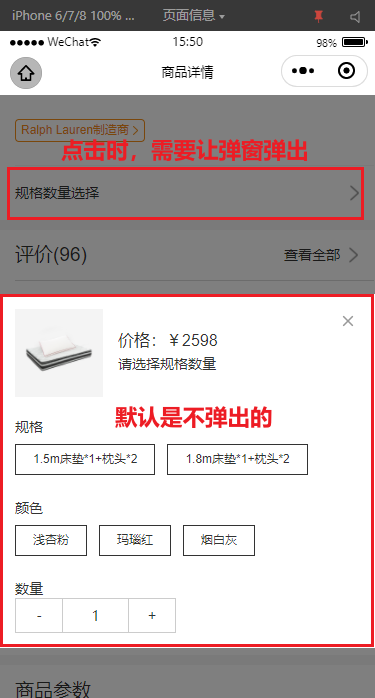 iPhone 6/7/8 100% ... 页面信息
WeChat 15:50 98%
商品详情
Ralph Lauren制造商 >
点击时，需要让弹窗弹出
规格数量选择
评价(96) 查看全部
价格：￥2598
请选择规格数量
默认是不弹出的
规格
1.5m床垫*1+枕头*2 1.8m床垫*1+枕头*2
颜色
浅杏粉 玛瑙红 烟白灰
数量
- 1 +
商品参数